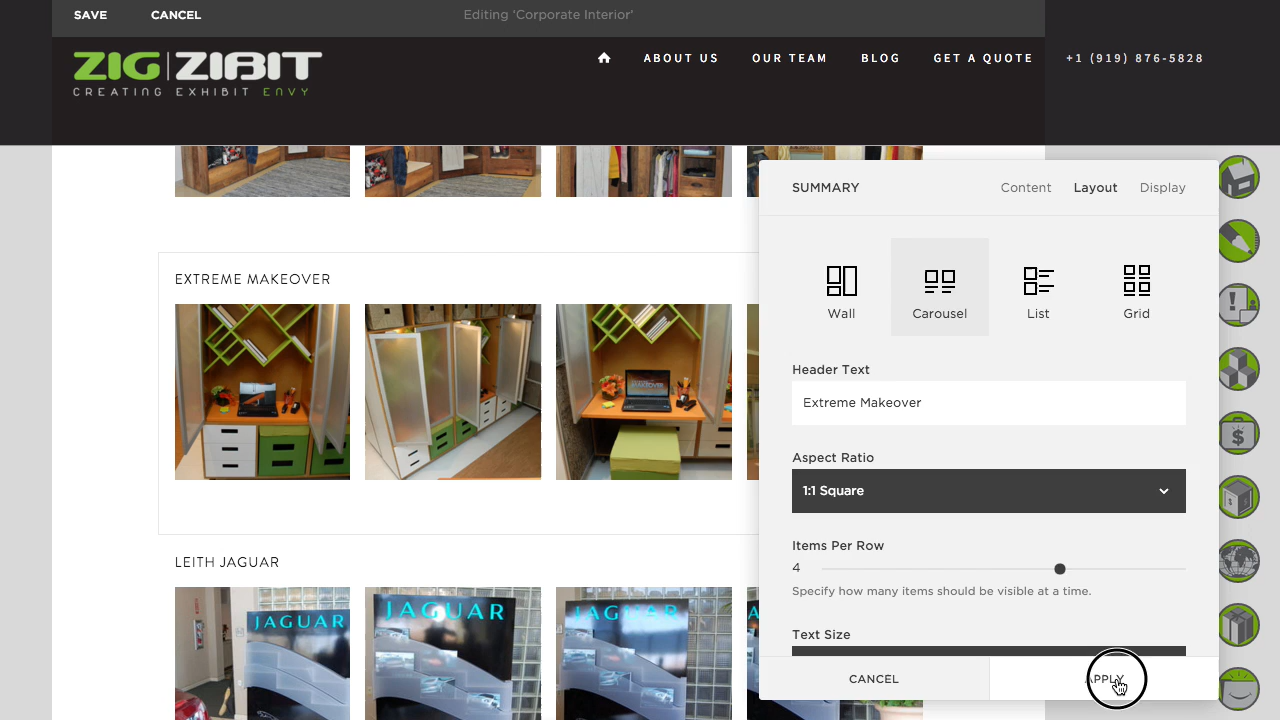 SAVE CANCEL Editing 'Corporate Interior'
ZIG|ZIBIT
CREATING EXHIBIT ENVY
ABOUT US OUR TEAM BLOG GET A QUOTE +1 (919) 876-5828
EXTREME MAKEOVER
LEITH JAGUAR
JAGUAR
JAGUAR
JAGUAR
SUMMARY Content Layout Display
Wall Carousel List Grid
Header Text
Extreme Makeover
Aspect Ratio
1:1 Square
Items Per Row
4
Specify how many items should be visible at a time.
Text Size
CANCEL APPLY